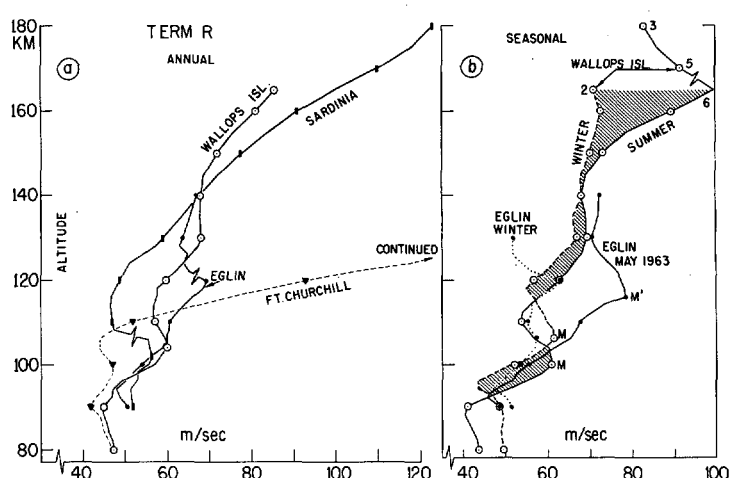 180
KM
160
140
120
100
80
ALTITUDE
TERM R
ANNUAL
a
WALLOPS ISL.
SARDINIA
EGLIN
CONTINUED
FT. CHURCHILL
m/sec
40
60
80
100
120
SEASONAL
b
3
WALLOPS ISL.
5
2
6
WINTER
SUMMER
EGLIN
WINTER
EGLIN
MAY 1963
M'
M
M
m/sec
40
60
80
100